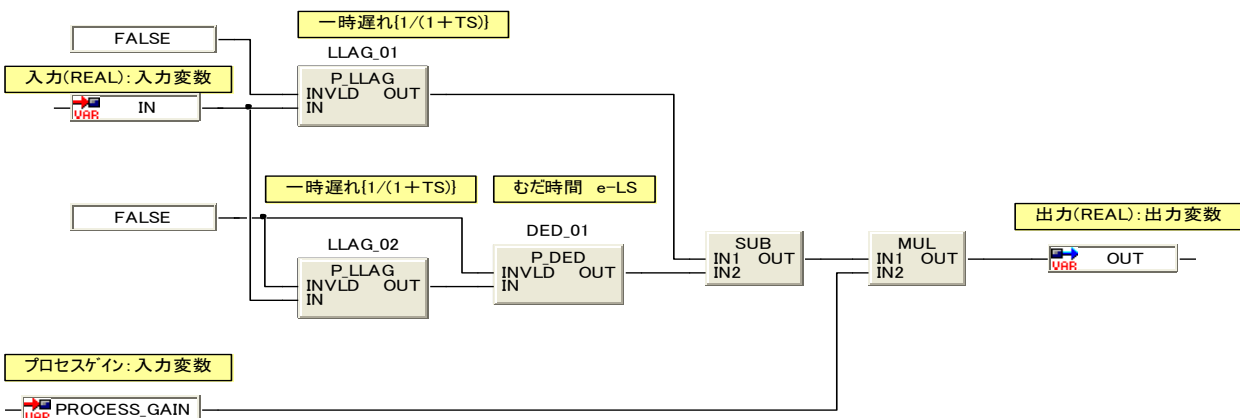 一時遅れ{1/(1+TS)}
FALSE
LLAG_01
入力(REAL):入力変数
P_LLAG
INVLD OUT
IN
VAR IN
一時遅れ{1/(1+TS)}
むだ時間 e-LS
FALSE
出力(REAL):出力変数
LLAG_02
DED_01
P_LLAG
INVLD OUT
IN
P_DED
INVLD OUT
IN
SUB
IN1 OUT
IN2
MUL
IN1 OUT
IN2
VAR OUT
プロセスゲイン:入力変数
VAR PROCESS_GAIN